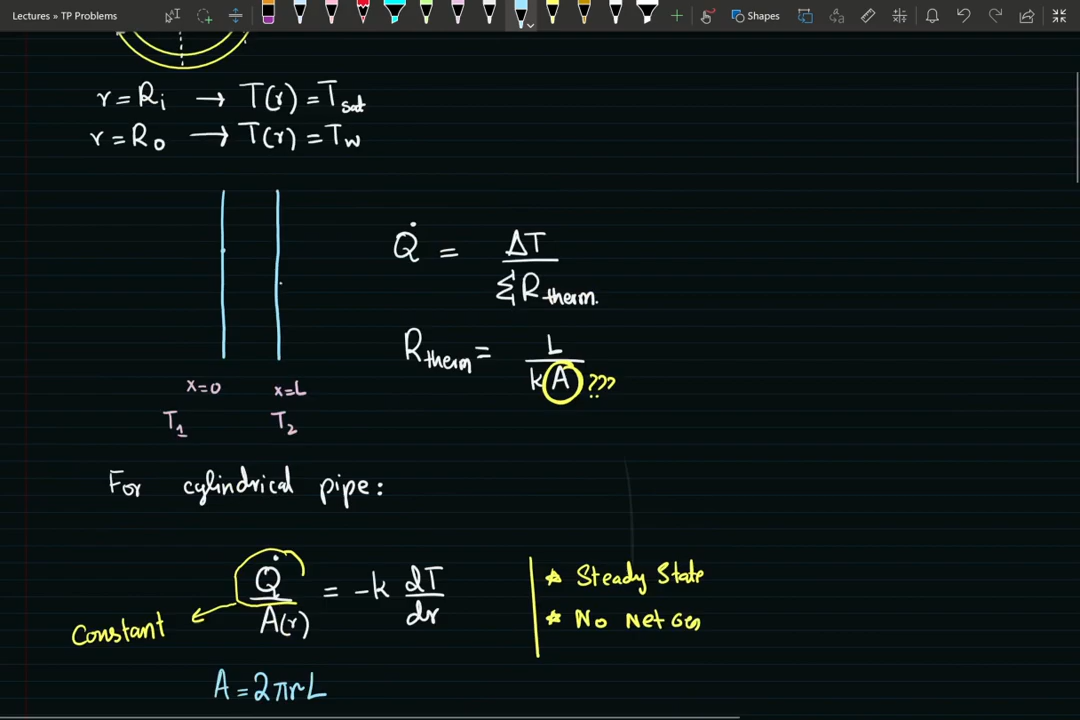 Lectures » TP Problems
Shapes
r = Ri → T(r) = Tsat
r = Ro → T(r) = Tw
Q̇ = ΔT / Σ Rtherm.
Rtherm = L / kA ???
x=0 x=L
T1 T2
For cylindrical pipe:
Q̇ / A(r) = -k dT/dr
* Steady State
* No Net Gen
Constant
A = 2πrL